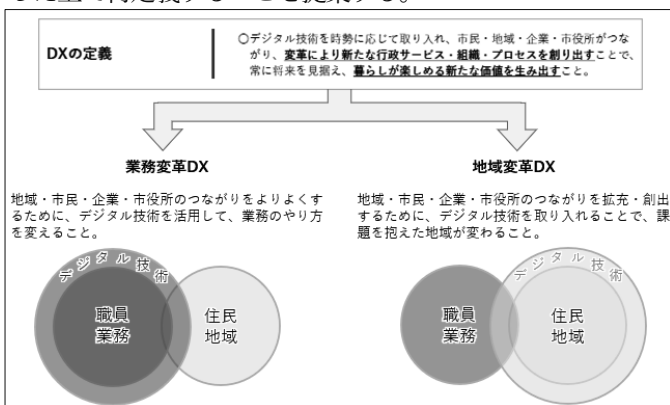 DXの定義
○デジタル技術を時勢に応じて取り入れ、市民・地域・企業・市役所がつな
がり、変革により新たな行政サービス・組織・プロセスを創り出すことで、
常に将来を見据え、暮らしが楽しめる新たな価値を生み出すこと。
業務変革DX
地域・市民・企業・市役所のつながりをよりよくす
るために、デジタル技術を活用して、業務のやり方
を変えること。
デジタル技術
職員
業務
住民
地域
地域変革DX
地域・市民・企業・市役所のつながりを拡充・創出
するために、デジタル技術を取り入れることで、課
題を抱えた地域が変わること。
職員
業務
デジタル技術
住民
地域